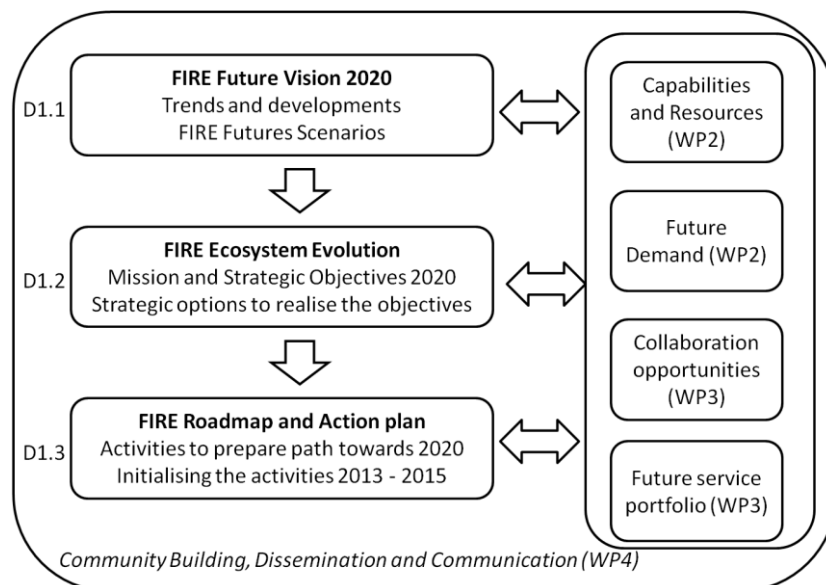 D1.1
FIRE Future Vision 2020
Trends and developments
FIRE Futures Scenarios
D1.2
FIRE Ecosystem Evolution
Mission and Strategic Objectives 2020
Strategic options to realise the objectives
D1.3
FIRE Roadmap and Action plan
Activities to prepare path towards 2020
Initialising the activities 2013 - 2015
Capabilities
and Resources
(WP2)
Future
Demand (WP2)
Collaboration
opportunities
(WP3)
Future service
portfolio (WP3)
Community Building, Dissemination and Communication (WP4)